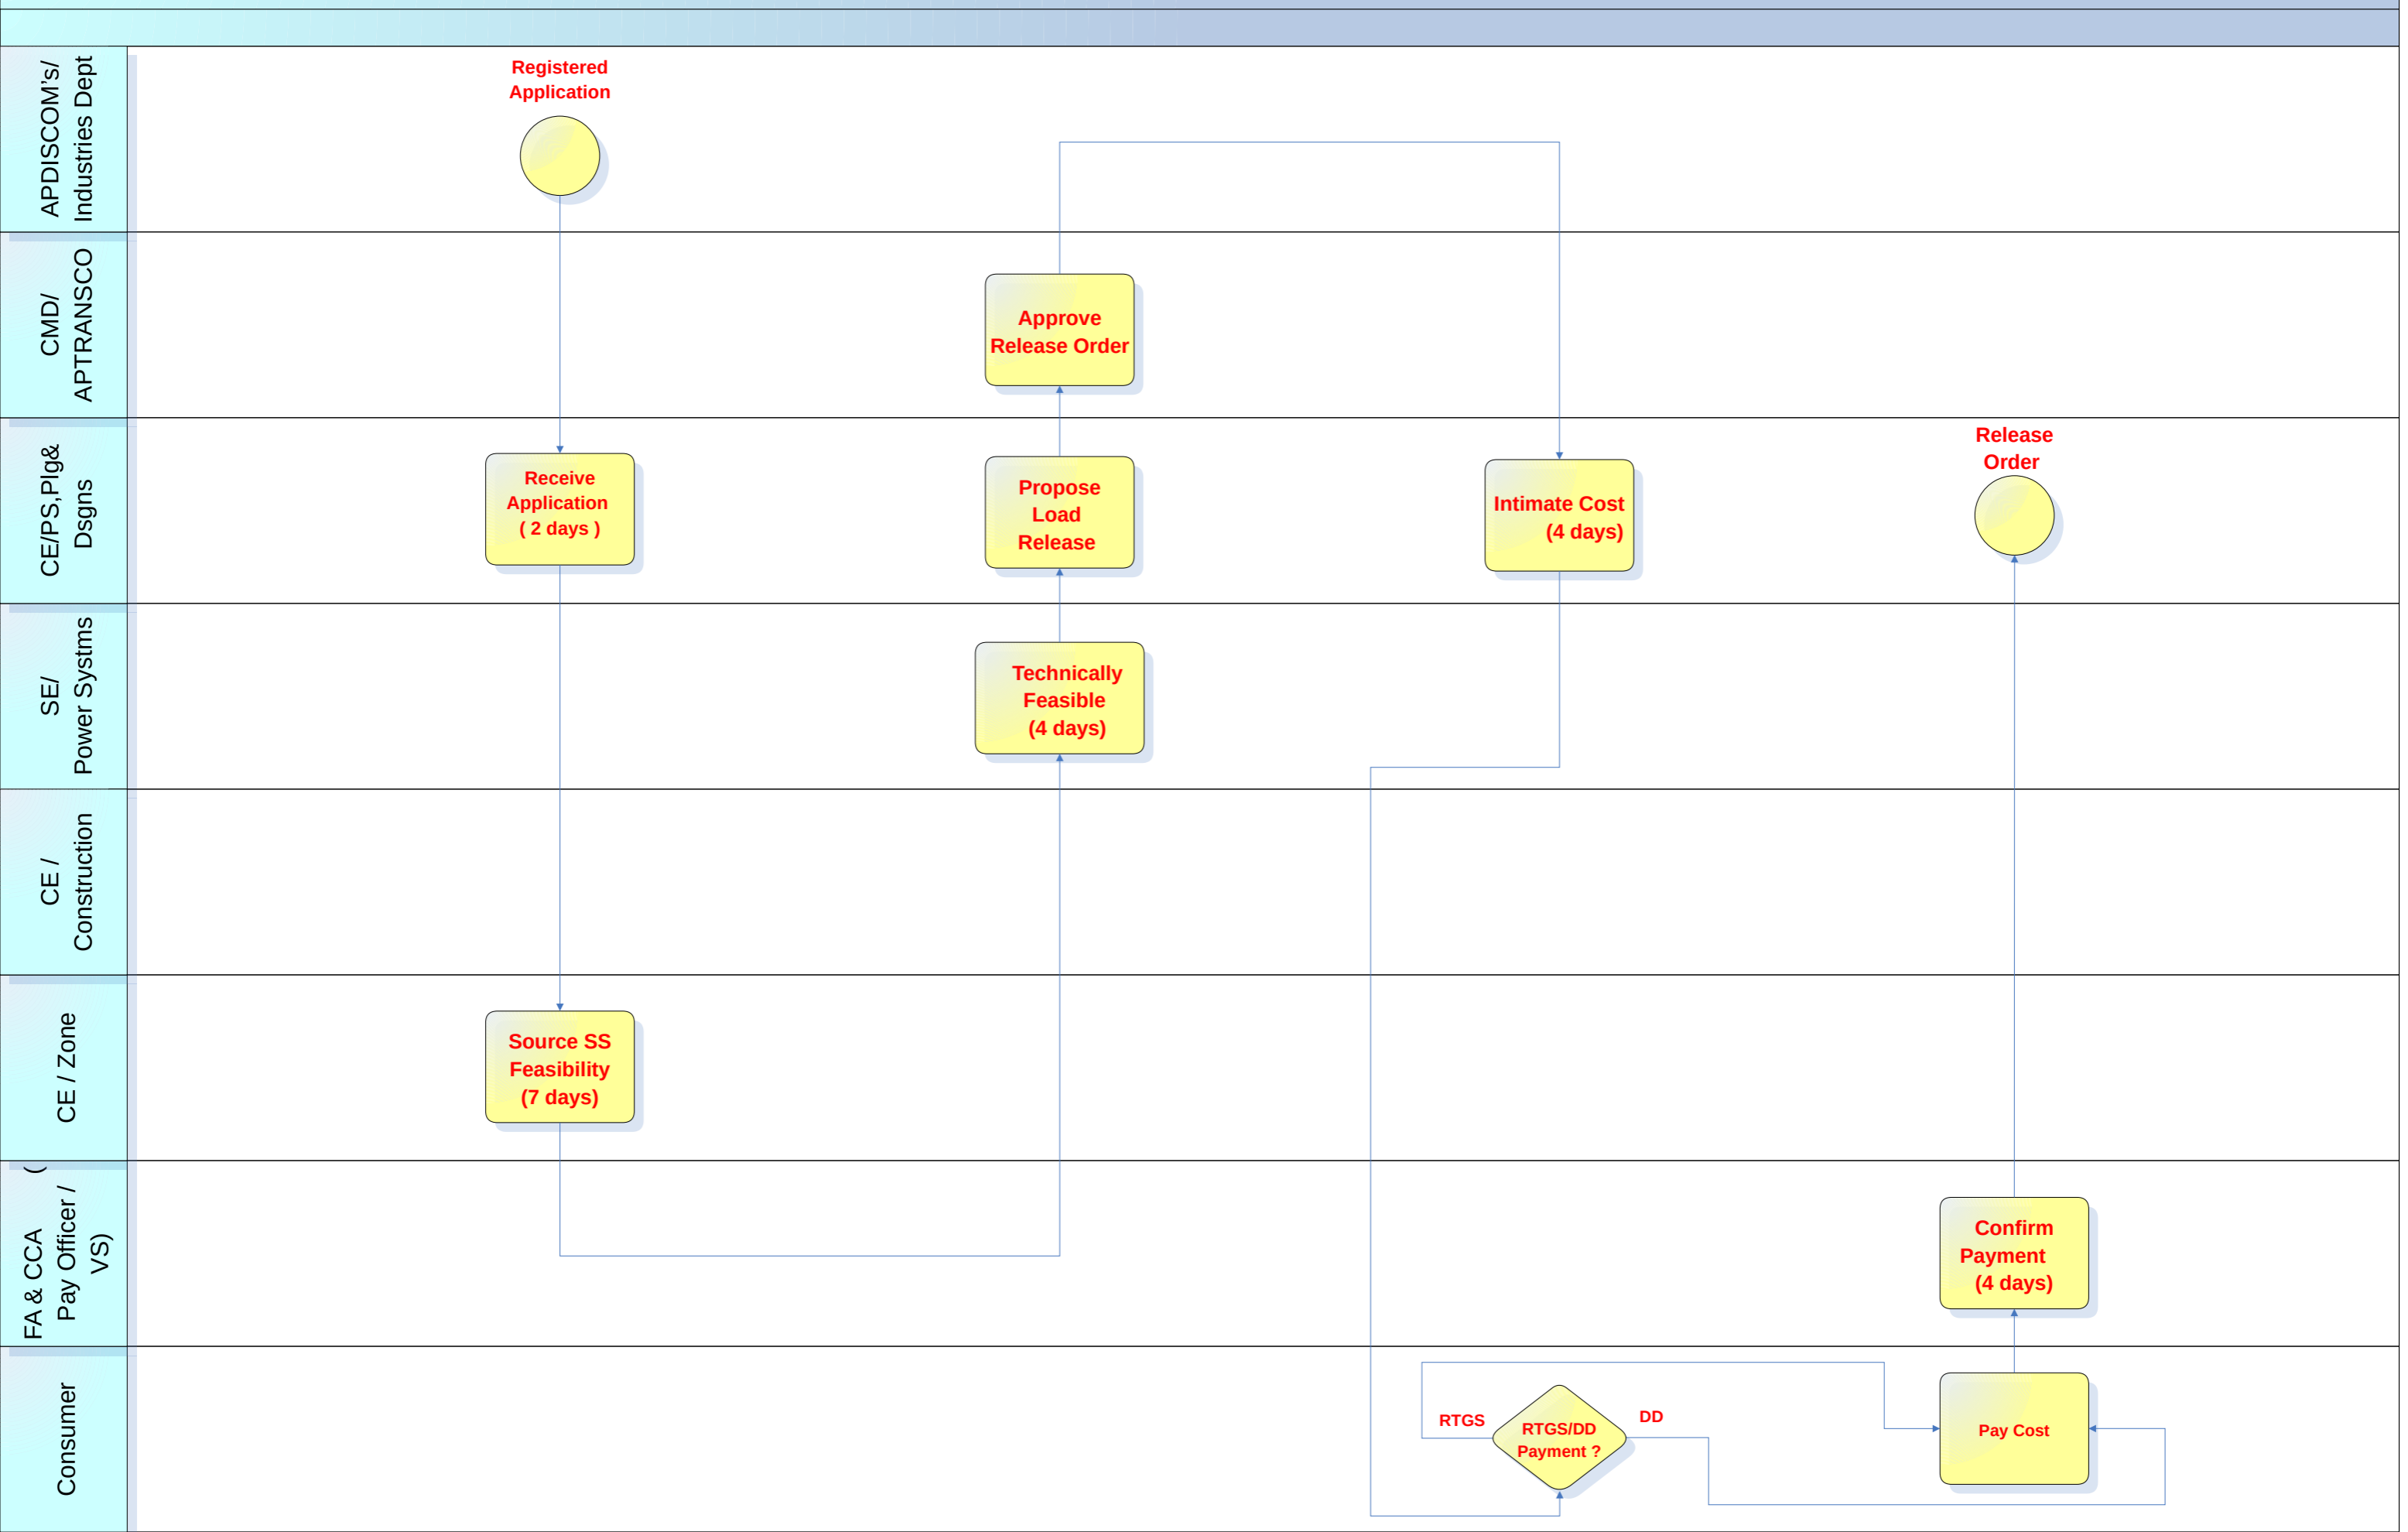 APDISCOM's/
Industries Dept
Registered
Application
CMD/
APTRANSCO
Approve
Release Order
CE/PS,Plg&
Dsgns
Receive
Application
( 2 days )
Propose
Load
Release
Intimate Cost
(4 days)
Release
Order
SE/
Power Systms
Technically
Feasible
(4 days)
CE /
Construction
CE / Zone
Source SS
Feasibility
(7 days)
FA & CCA (
Pay Officer /
VS)
Confirm
Payment
(4 days)
Consumer
RTGS
RTGS/DD
Payment ?
DD
Pay Cost